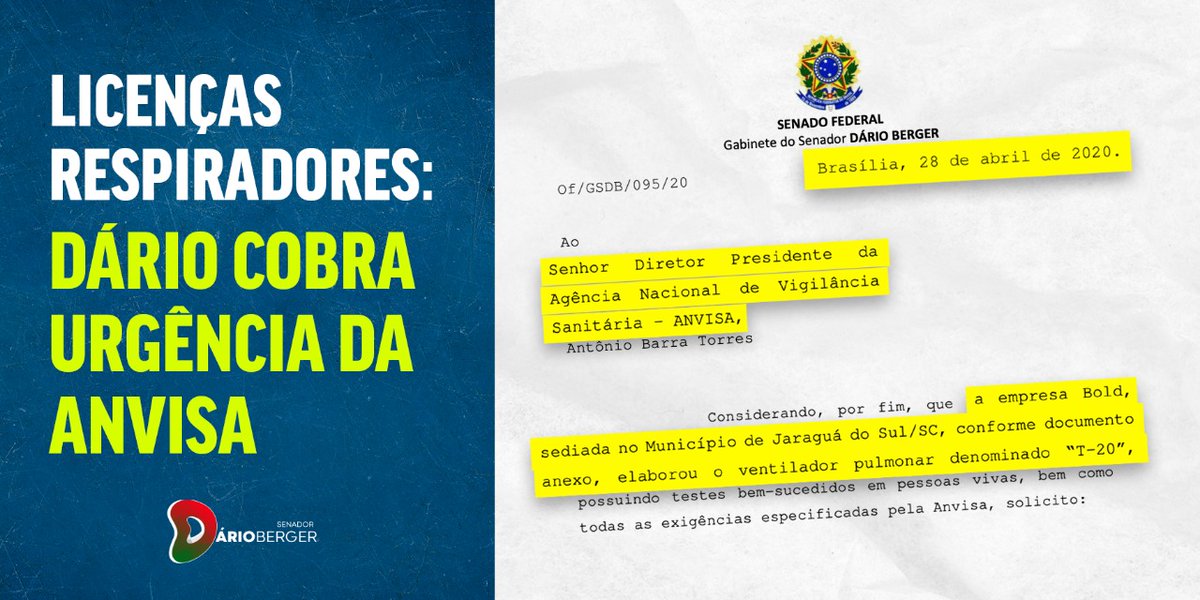 LICENÇAS
RESPIRADORES:
DÁRIO COBRA
URGÊNCIA DA
ANVISA
SENADOR
DÁRIOBERGER
SENADO FEDERAL
Gabinete do Senador DÁRIO BERGER
Brasília, 28 de abril de 2020.
Of/GSDB/095/20
Ao
Senhor Diretor Presidente da
Agência Nacional de Vigilância
Sanitária – ANVISA,
Antônio Barra Torres
Considerando, por fim, que a empresa Bold,
sediada no Município de Jaraguá do Sul/SC, conforme documento
anexo, elaborou o ventilador pulmonar denominado “T-20”,
possuindo testes bem-sucedidos em pessoas vivas, bem como
todas as exigências especificadas pela Anvisa, solicito: